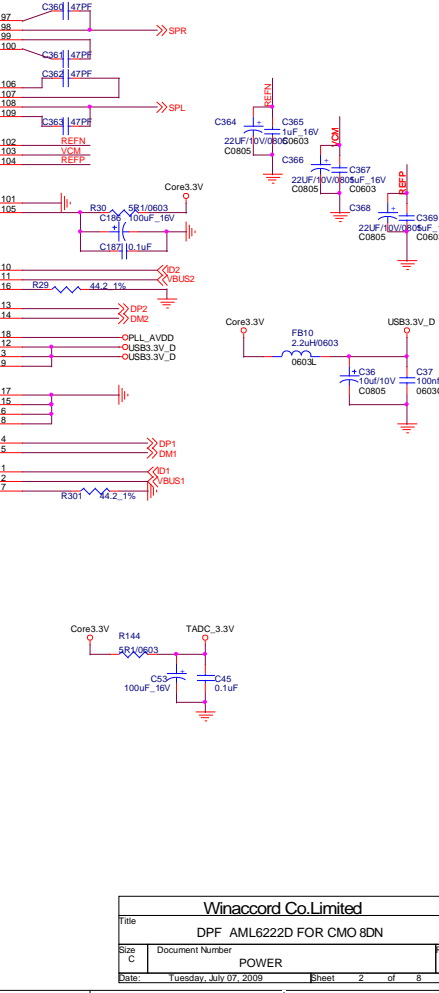 97
C360 47PF
98
SPR
99
100
C361 47PF
C362 47PF
106
107
108
SPL
109
C363 47PF
102 REFN
103 VCM
104 REFP
REFN
C364
C365
1uF_16V
22UF/10V/0805
C0603
C0805
VCM
C366
C367
22UF/10V/0805
1uF_16V
C0805
C0603
REFP
C368
C369
22UF/10V/0805
C0805
Core3.3V
101
105
R30 5R1/0603
C186 100uF_16V
C187 0.1uF
10 ID2
11 VBUS2
16 R29 44.2_1%
13 DP2
14 DM2
18 PLL_AVDD
12 USB3.3V_D
3 USB3.3V_D
9
17
15
6
8
4 DP1
5 DM1
1 ID1
2 VBUS1
7 R301 44.2_1%
Core3.3V
FB10
2.2uH/0603
0603L
USB3.3V_D
C36
10uf/10V
C0805
C37
Core3.3V
R144
5R1/0603
TADC_3.3V
C53
100uF_16V
C45
0.1uF
Winaccord Co.Limited
Title
DPF AML6222D FOR CMO 8DN
Size
C
Document Number
POWER
Date: Tuesday, July 07, 2009 Sheet 2 of 8